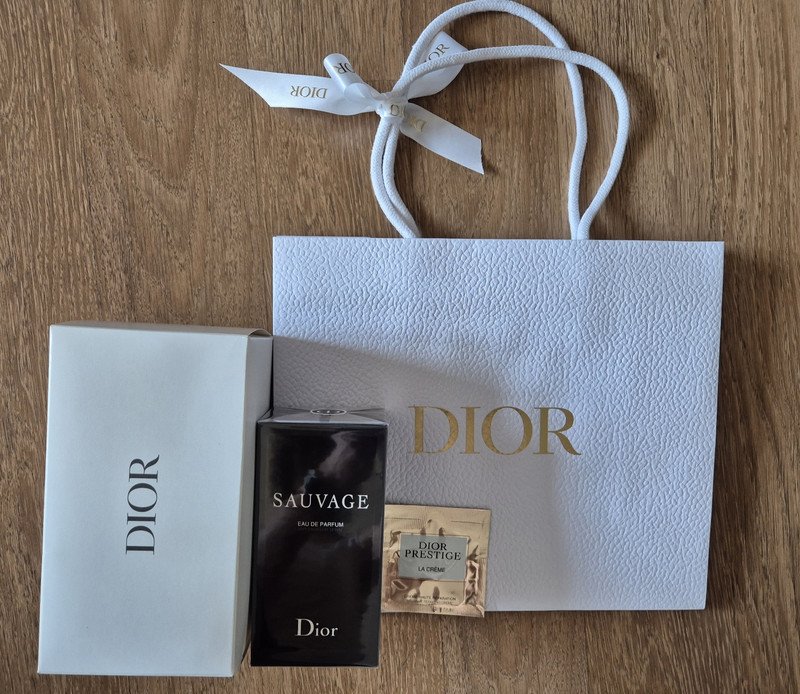 DIOR
DIOR
DIOR
DIOR
SAUVAGE
EAU DE PARFUM
Dior
DIOR
PRESTIGE
LA CRÈME